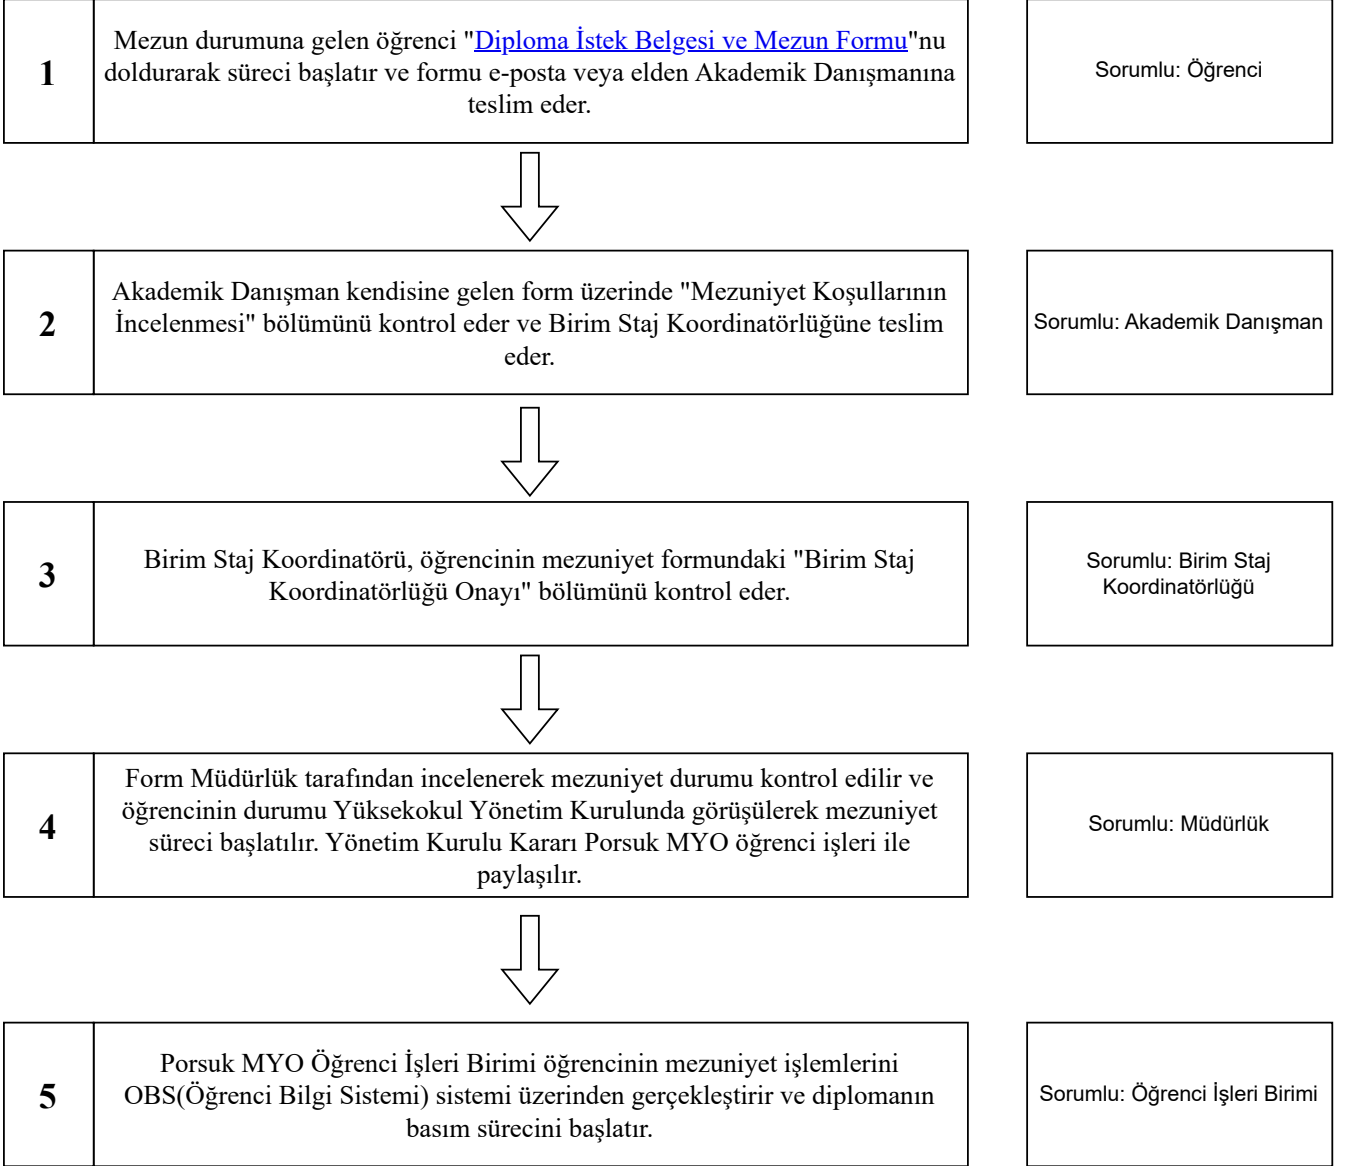 1
Mezun durumuna gelen öğrenci "Diploma İstek Belgesi ve Mezun Formu"nu
doldurarak süreci başlatır ve formu e-posta veya elden Akademik Danışmanına
teslim eder.
Sorumlu: Öğrenci
2
Akademik Danışman kendisine gelen form üzerinde "Mezuniyet Koşullarının
İncelenmesi" bölümünü kontrol eder ve Birim Staj Koordinatörlüğüne teslim
eder.
Sorumlu: Akademik Danışman
3
Birim Staj Koordinatörü, öğrencinin mezuniyet formundaki "Birim Staj
Koordinatörlüğü Onayı" bölümünü kontrol eder.
Sorumlu: Birim Staj
Koordinatörlüğü
4
Form Müdürlük tarafından incelenerek mezuniyet durumu kontrol edilir ve
öğrencinin durumu Yüksekokul Yönetim Kurulunda görüşülerek mezuniyet
süreci başlatılır. Yönetim Kurulu Kararı Porsuk MYO öğrenci işleri ile
paylaşılır.
Sorumlu: Müdürlük
5
Porsuk MYO Öğrenci İşleri Birimi öğrencinin mezuniyet işlemlerini
OBS(Öğrenci Bilgi Sistemi) sistemi üzerinden gerçekleştirir ve diplomanın
basım sürecini başlatır.
Sorumlu: Öğrenci İşleri Birimi